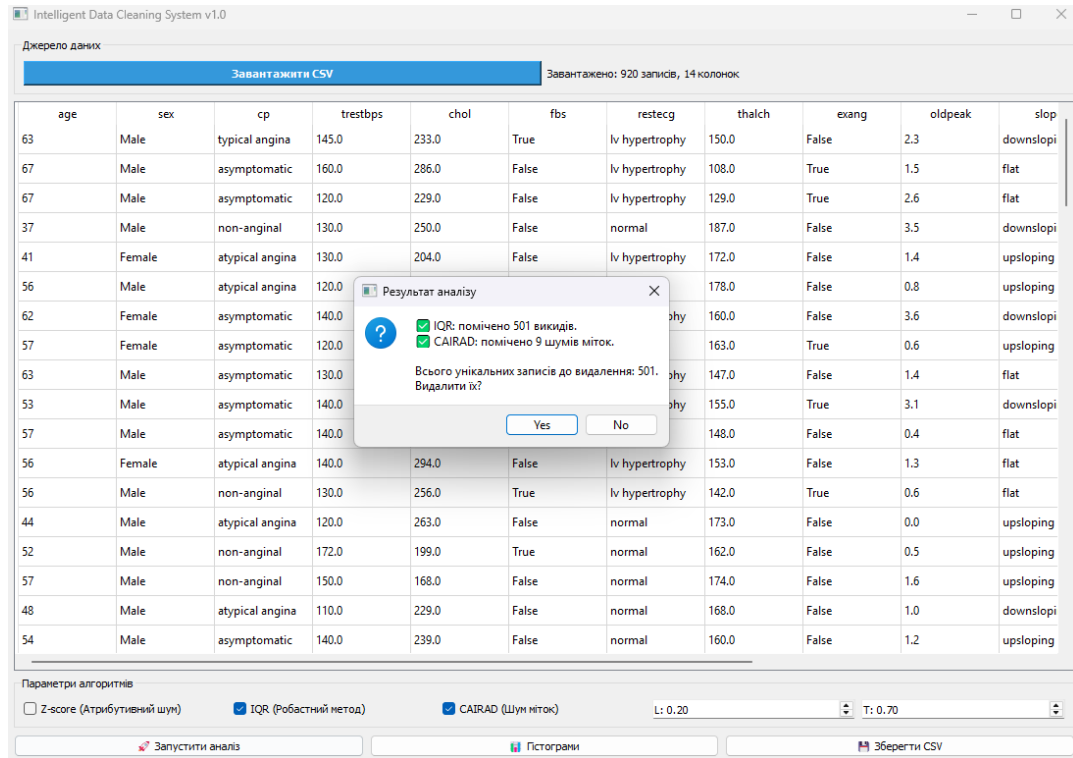 Intelligent Data Cleaning System v1.0
Джерело даних
Завантажити CSV Завантажено: 920 записів, 14 колонок
age sex cp trestbps chol fbs restecg thalch exang oldpeak slop
63 Male typical angina 145.0 233.0 True lv hypertrophy 150.0 False 2.3 downslopi
67 Male asymptomatic 160.0 286.0 False lv hypertrophy 108.0 True 1.5 flat
67 Male asymptomatic 120.0 229.0 False lv hypertrophy 129.0 True 2.6 flat
37 Male non-anginal 130.0 250.0 False normal 187.0 False 3.5 downslopi
41 Female atypical angina 130.0 204.0 False lv hypertrophy 172.0 False 1.4 upsloping
56 Male atypical angina 120.0 178.0 False 0.8 upsloping
62 Female asymptomatic 140.0 phy 160.0 False 3.6 downslopi
57 Female asymptomatic 120.0 163.0 True 0.6 upsloping
63 Male asymptomatic 130.0 phy 147.0 False 1.4 flat
53 Male asymptomatic 140.0 phy 155.0 True 3.1 downslopi
57 Male asymptomatic 140.0 148.0 False 0.4 flat
56 Female atypical angina 140.0 294.0 False lv hypertrophy 153.0 False 1.3 flat
56 Male non-anginal 130.0 256.0 True lv hypertrophy 142.0 True 0.6 flat
44 Male atypical angina 120.0 263.0 False normal 173.0 False 0.0 upsloping
52 Male non-anginal 172.0 199.0 True normal 162.0 False 0.5 upsloping
57 Male non-anginal 150.0 168.0 False normal 174.0 False 1.6 upsloping
48 Male atypical angina 110.0 229.0 False normal 168.0 False 1.0 downslopi
54 Male asymptomatic 140.0 239.0 False normal 160.0 False 1.2 upsloping
Результат аналізу
✅ IQR: помічено 501 викидів.
✅ CAIRAD: помічено 9 шумів міток.
Всього унікальних записів до видалення: 501.
Видалити їх?
Yes No
Параметри алгоритмів
Z-score (Атрибутивний шум) IQR (Робастний метод) CAIRAD (Шум міток) L: 0.20 T: 0.70
🚀 Запустити аналіз 📊 Гістограми 💾 Зберегти CSV